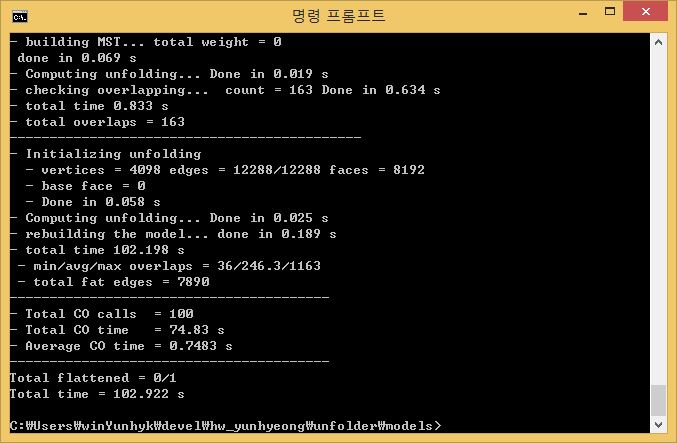 명령 프롬프트
- building MST... total weight = 0
 done in 0.069 s
- Computing unfolding... Done in 0.019 s
- checking overlapping...  count = 163 Done in 0.634 s
- total time 0.833 s
- total overlaps = 163
--------------------------------------------
- Initializing unfolding
  - vertices = 4098 edges = 12288/12288 faces = 8192
  - base face = 0
  - Done in 0.058 s
- Computing unfolding... Done in 0.025 s
- rebuilding the model... done in 0.189 s
- total time 102.198 s
 - min/avg/max overlaps = 36/246.3/1163
 - total fat edges = 7890
----------------------------------------
- Total CO calls  = 100
- Total CO time   = 74.83 s
- Average CO time = 0.7483 s
----------------------------------------
Total flattened = 0/1
Total time = 102.922 s
C:₩Users₩winYunhyk₩devel₩hw_yunhyeong₩unfolder₩models>